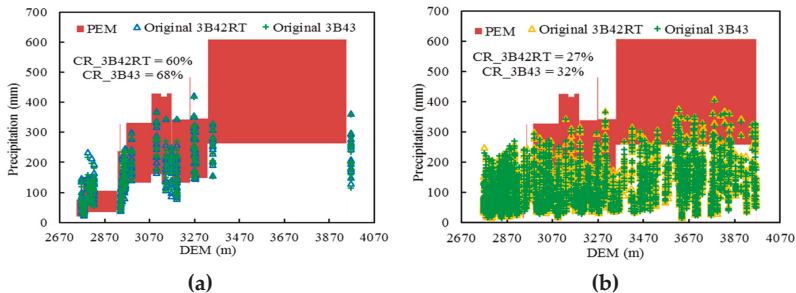 700
600
500
400
300
200
100
0
Precipitation (mm)
PEM Original 3B42RT Original 3B43
CR_3B42RT = 60%
CR_3B43 = 68%
2670 2870 3070 3270 3470 3670 3870 4070
DEM (m)
(a)
700
600
500
400
300
200
100
0
Precipitation (mm)
PEM Original 3B42RT Original 3B43
CR_3B42RT = 27%
CR_3B43 = 32%
2670 2870 3070 3270 3470 3670 3870 4070
DEM (m)
(b)